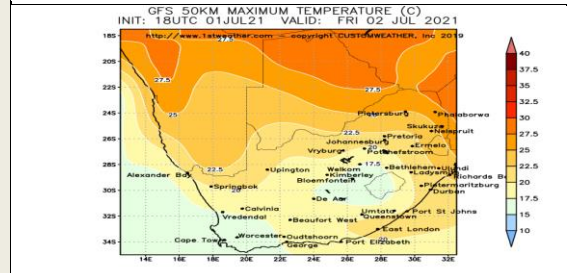 GFS 50KM MAXIMUM TEMPERATURE (C)
INIT: 18UTC 01JUL21 VALID: FRI 02 JUL 2021
http://www.1stweather.com — copyright CUSTOMWEATHER, Inc 2019
18S
20S
22S
24S
26S
28S
30S
32S
34S
27.5
27.5
27.5
25
22.5
22.5
20
20
17.5
20
Pietersburg
Phalaborwa
Skukuza
Nelspruit
Pretoria
Johannesburg
Ermelo
Vryburg
Potchefstroom
Welkom
Bethlehem
Ulundi
Alexander Bay
Upington
Kimberley
Ladysmith
Richards Ba
Bloemfontein
Springbok
Pietermaritzburg
Durban
De Aar
Calvinia
Umtata
Port St Johns
Vredendal
Beaufort West
Queenstown
East London
Worcester
Oudtshoorn
Cape Town
George
Port Elizabeth
14E 16E 18E 20E 22E 24E 26E 28E 30E 32E
40
37.5
35
32.5
30
27.5
25
22.5
20
17.5
15
10